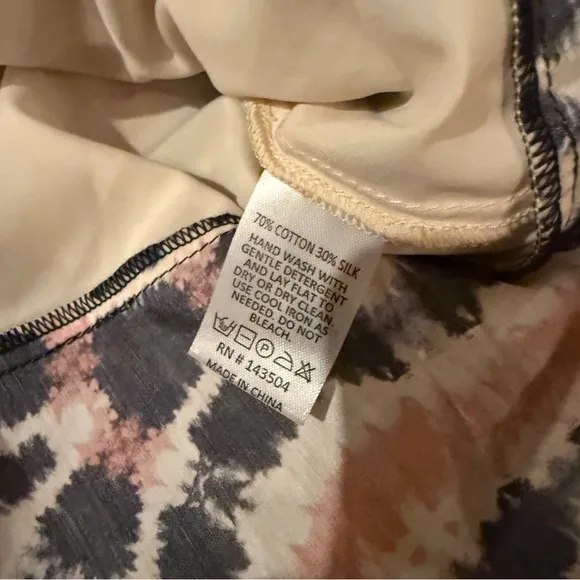 70% COTTON 30% SILK
HAND WASH WITH
GENTLE DETERGENT
AND LAY FLAT TO
DRY OR DRY CLEAN.
USE COOL IRON AS
NEEDED. DO NOT
BLEACH.
P
RN # 143504
MADE IN CHINA